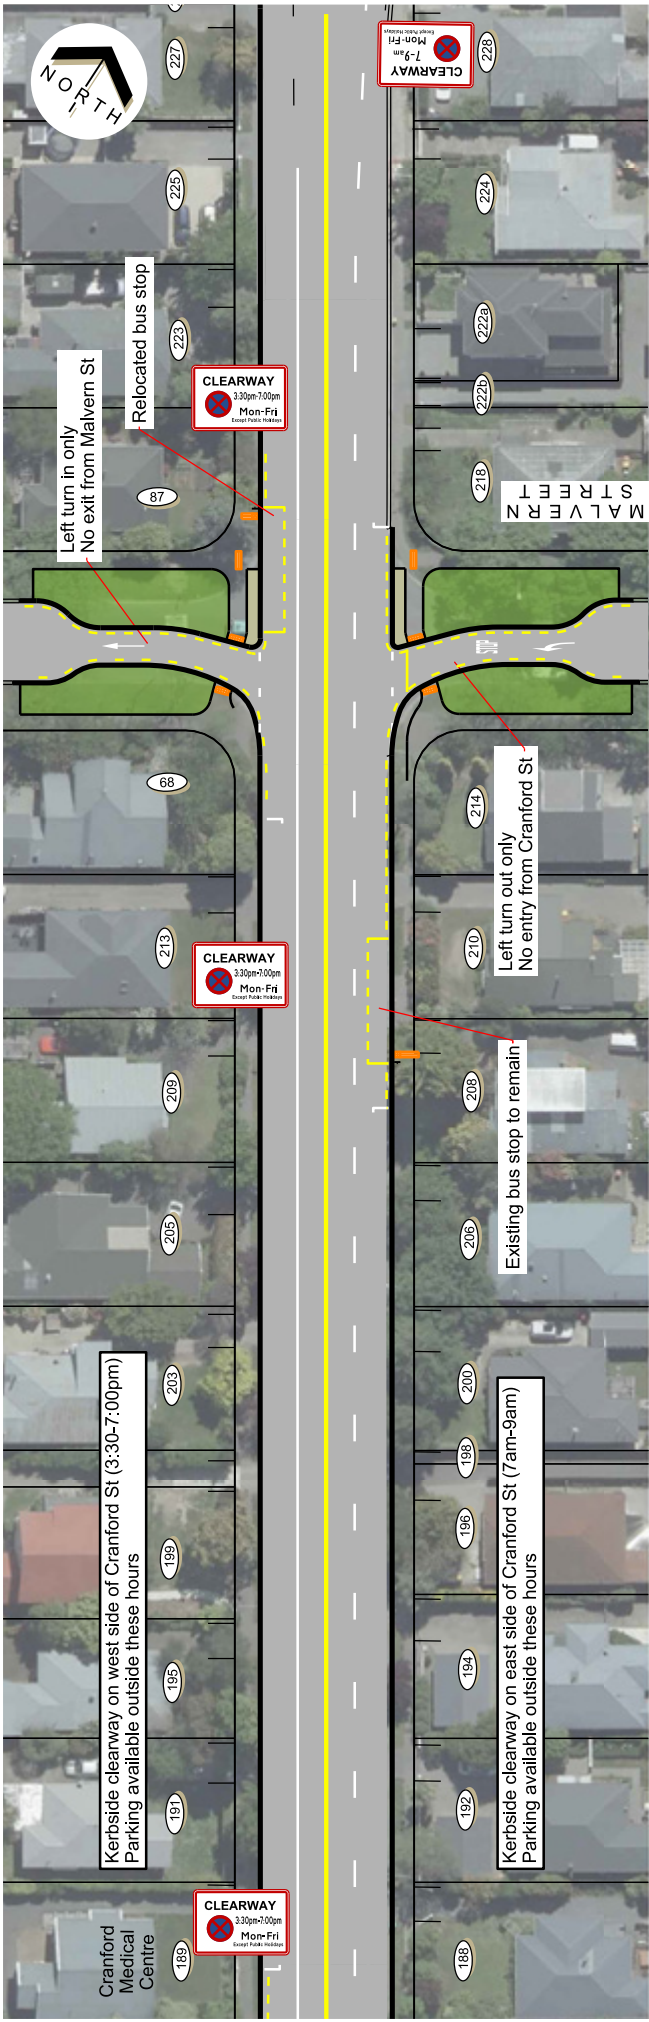 NORTH
227
225
223
87
68
213
209
205
203
199
195
191
189
228
224
222a
222b
218
214
210
208
206
200
198
196
194
192
188
CLEARWAY
7-9am
Mon-Fri
Except Public Holidays
Relocated bus stop
Left turn in only
No exit from Malvern St
CLEARWAY
3:30pm-7:00pm
Mon-Fri
Except Public Holidays
MALVERN
STREET
STOP
Left turn out only
No entry from Cranford St
CLEARWAY
3:30pm-7:00pm
Mon-Fri
Except Public Holidays
Existing bus stop to remain
Kerbside clearway on west side of Cranford St (3:30-7:00pm)
Parking available outside these hours
Kerbside clearway on east side of Cranford St (7am-9am)
Parking available outside these hours
CLEARWAY
3:30pm-7:00pm
Mon-Fri
Except Public Holidays
Cranford
Medical
Centre